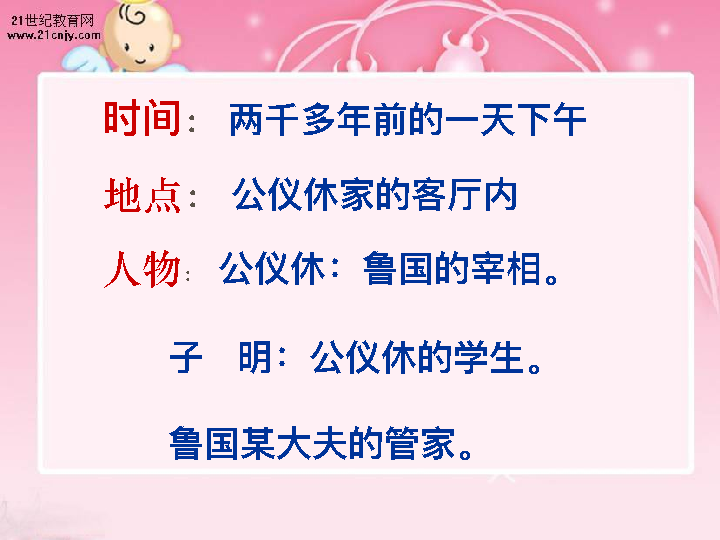 21世纪教育网
www.21cnjy.com
时间： 两千多年前的一天下午
地点： 公仪休家的客厅内
人物： 公仪休：鲁国的宰相。
子 明：公仪休的学生。
鲁国某大夫的管家。